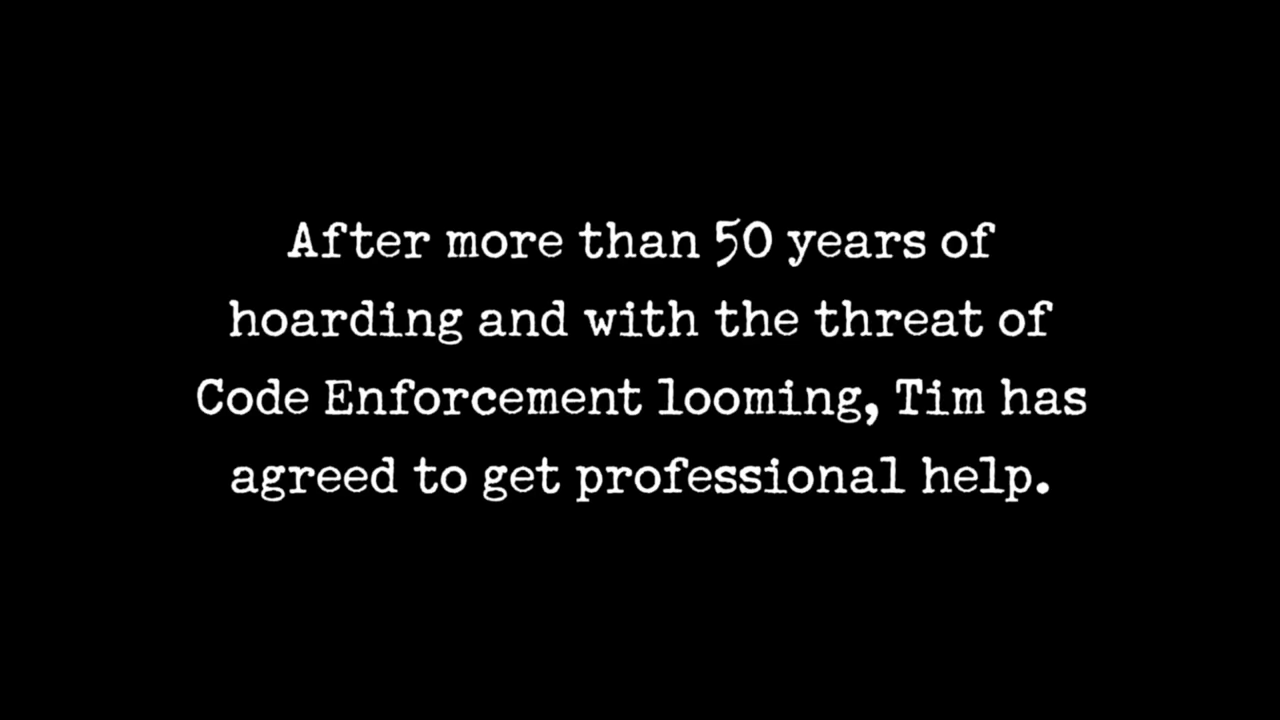 After more than 50 years of
hoarding and with the threat of
Code Enforcement looming, Tim has
agreed to get professional help.